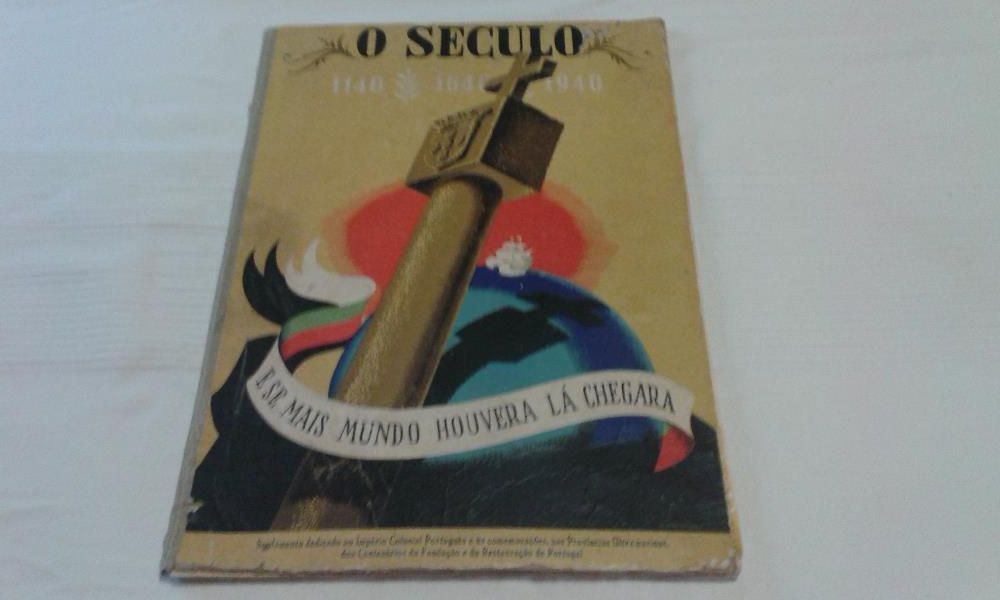 O SECULO
1140 1640 1940
E SE MAIS MUNDO HOUVERA LÁ CHEGARA
Suplemento dedicado ao Império Colonial Português e às comemorações, nas Províncias Ultramarinas,
dos Centenários da Fundação e da Restauração de Portugal